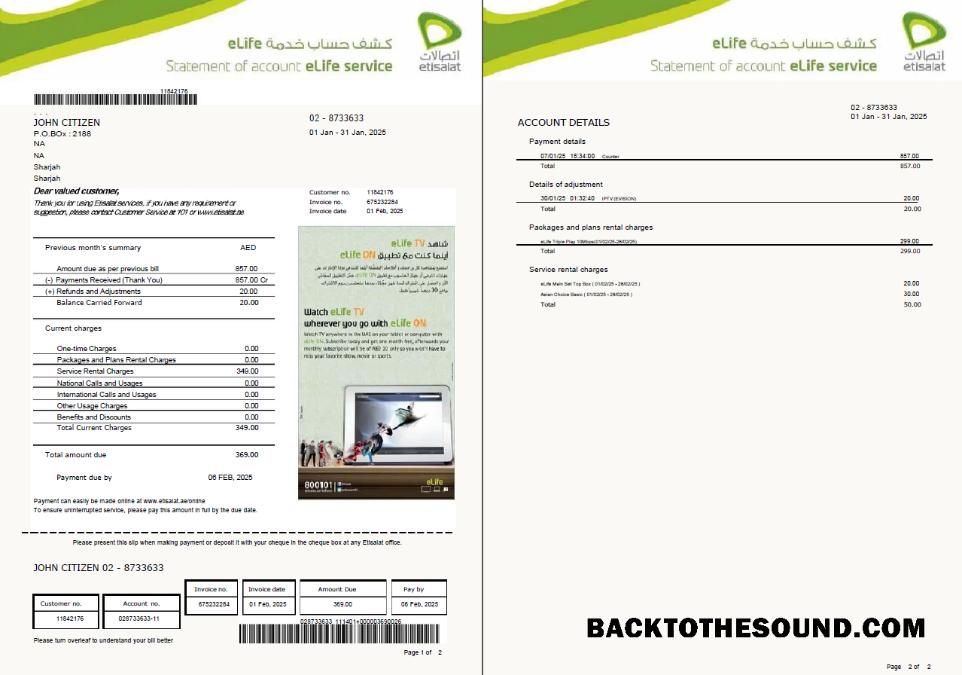 كشف حساب خدمة eLife
Statement of account eLife service
اتصالات
etisalat
11842176
JOHN CITIZEN
P.O.BOx : 2188
NA
NA
Sharjah
Sharjah
02 - 8733633
01 Jan - 31 Jan, 2025
Dear valued customer,
Thank you for using Etisalat services, if you have any requirement or
suggestion, please contact Customer Service at 101 or www.etisalat.ae
Customer no. 11842176
Invoice no. 675232284
Invoice date 01 Feb, 2025
Previous month's summary AED
Amount due as per previous bill 857.00
(-) Payments Received (Thank You) 857.00 Cr
(+) Refunds and Adjustments 20.00
Balance Carried Forward 20.00
Current charges
One-time Charges 0.00
Packages and Plans Rental Charges 0.00
Service Rental Charges 349.00
National Calls and Usages 0.00
International Calls and Usages 0.00
Other Usage Charges 0.00
Benefits and Discounts 0.00
Total Current Charges 349.00
Total amount due 369.00
Payment due by 06 FEB, 2025
Payment can easily be made online at www.etisalat.ae/online
To ensure uninterrupted service, please pay this amount in full by the due date.
شاهد eLife TV
أينما كنت مع تطبيق eLife ON
Watch eLife TV
wherever you go with eLife ON
Watch TV anywhere in the UAE on your tablet or computer with
eLife ON. Subscribe today and get one month free, afterwards your
monthly subscription will be of AED 30 only so you won't have to
miss your favorite show, movie or sports.
800101
eLife
Please present this slip when making payment or deposit it with your cheque in the cheque box at any Etisalat office.
JOHN CITIZEN 02 - 8733633
Customer no. Account no. Invoice no. Invoice date Amount Due Pay by
11842176 028733633-11 675232284 01 Feb, 2025 369.00 06 Feb, 2025
028733633 111401+000003690026
Please turn overleaf to understand your bill better
Page 1 of 2
كشف حساب خدمة eLife
Statement of account eLife service
اتصالات
etisalat
02 - 8733633
01 Jan - 31 Jan, 2025
ACCOUNT DETAILS
Payment details
07/01/25 16:34:00 Counter 857.00
Total 857.00
Details of adjustment
30/01/25 01:32:40 IPTV (EVISION) 20.00
Total 20.00
Packages and plans rental charges
eLife Triple Play 10Mbps(01/02/25-28/02/25) 299.00
Total 299.00
Service rental charges
eLife Main Set Top Box ( 01/02/25 - 28/02/25 ) 20.00
Asian Choice Basic ( 01/02/25 - 28/02/25 ) 30.00
Total 50.00
BACKTOTHESOUND.COM
Page 2 of 2